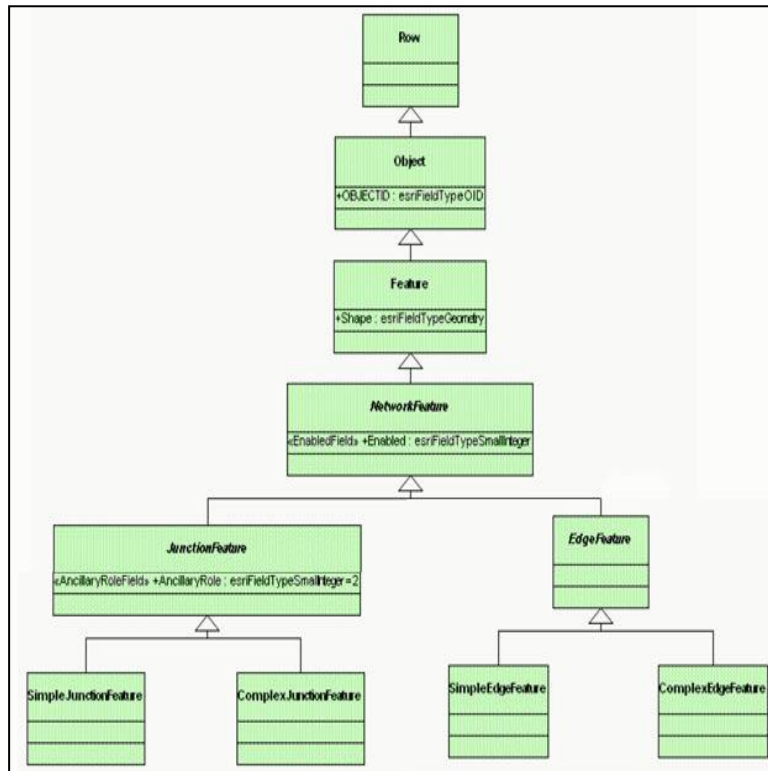 Row
Object
+OBJECTID : esriFieldTypeOID
Feature
+Shape : esriFieldTypeGeometry
NetworkFeature
«EnabledField» +Enabled : esriFieldTypeSmallInteger
JunctionFeature
«AncillaryRoleField» +AncillaryRole : esriFieldTypeSmallInteger=2
EdgeFeature
SimpleJunctionFeature
ComplexJunctionFeature
SimpleEdgeFeature
ComplexEdgeFeature